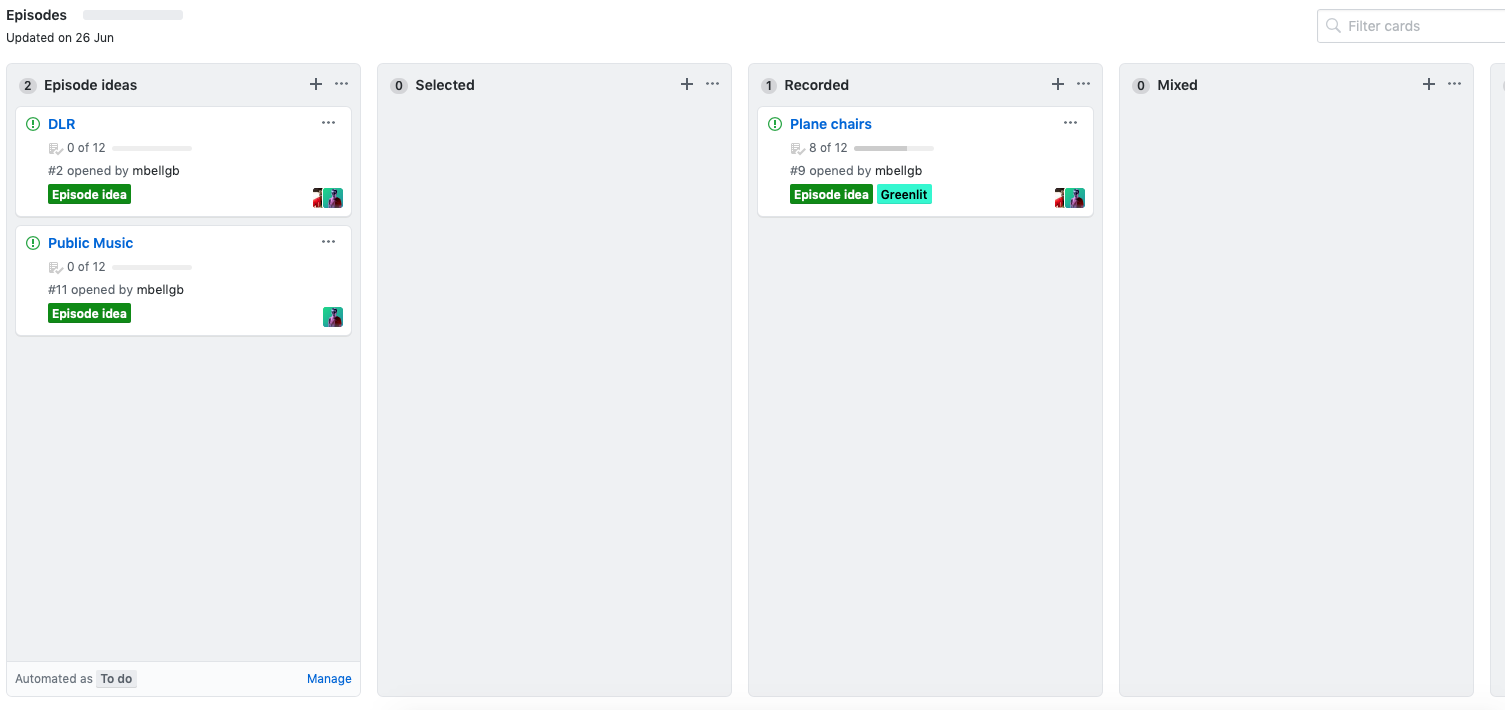 Episodes
Updated on 26 Jun
Filter cards
2 Episode ideas
DLR
0 of 12
#2 opened by mbellgb
Episode idea
Public Music
0 of 12
#11 opened by mbellgb
Episode idea
Automated as To do
Manage
0 Selected
1 Recorded
Plane chairs
8 of 12
#9 opened by mbellgb
Episode idea Greenlit
0 Mixed